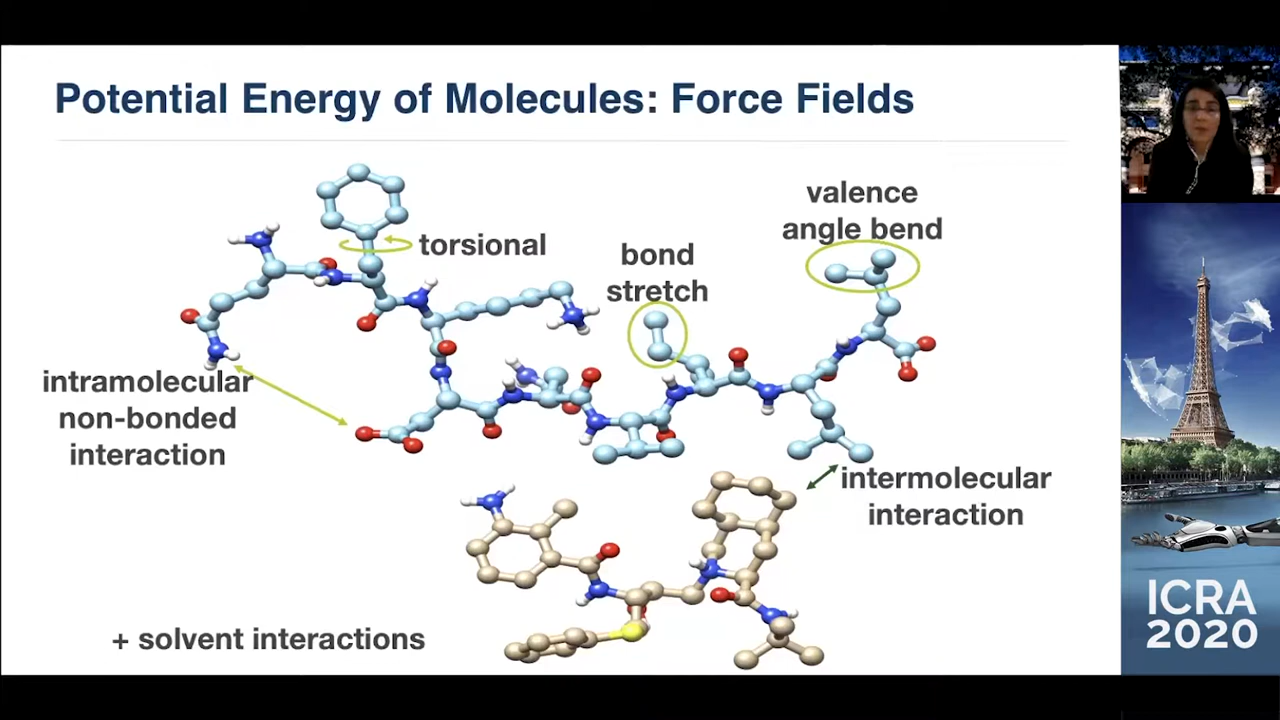 Potential Energy of Molecules: Force Fields
valence
angle bend
torsional
bond
stretch
intramolecular
non-bonded
interaction
intermolecular
interaction
+ solvent interactions
ICRA
2020